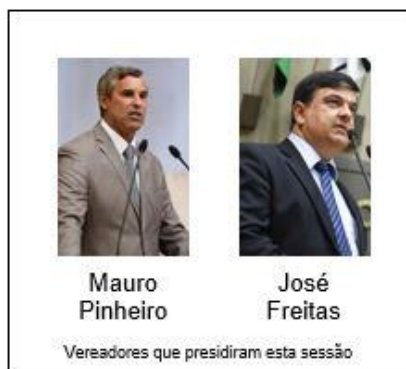 Mauro
Pinheiro
José
Freitas
Vereadores que presidiram esta sessão